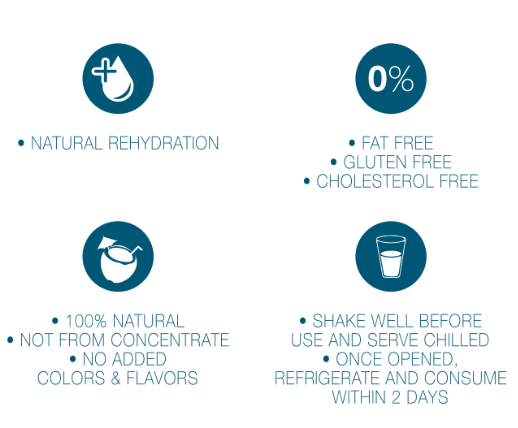 • NATURAL REHYDRATION
0%
• FAT FREE
• GLUTEN FREE
• CHOLESTEROL FREE
• 100% NATURAL
• NOT FROM CONCENTRATE
• NO ADDED
COLORS & FLAVORS
• SHAKE WELL BEFORE
USE AND SERVE CHILLED
• ONCE OPENED,
REFRIGERATE AND CONSUME
WITHIN 2 DAYS